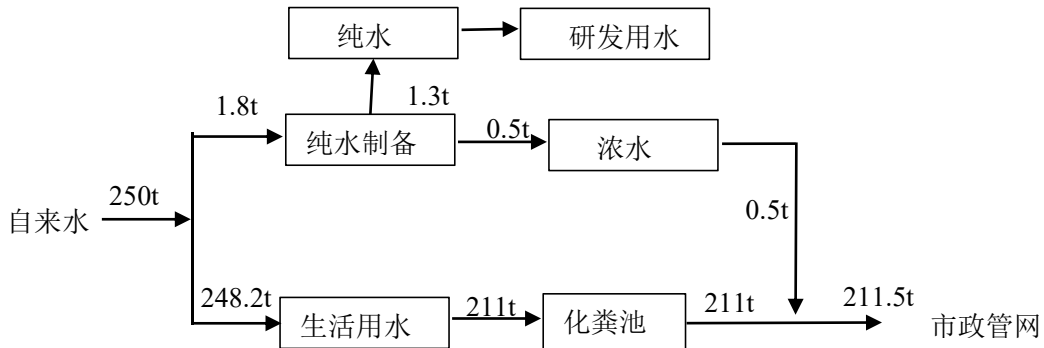 纯水 研发用水
1.8t 1.3t
纯水制备 0.5t 浓水
自来水 250t 0.5t
248.2t 生活用水 211t 化粪池 211t 211.5t 市政管网